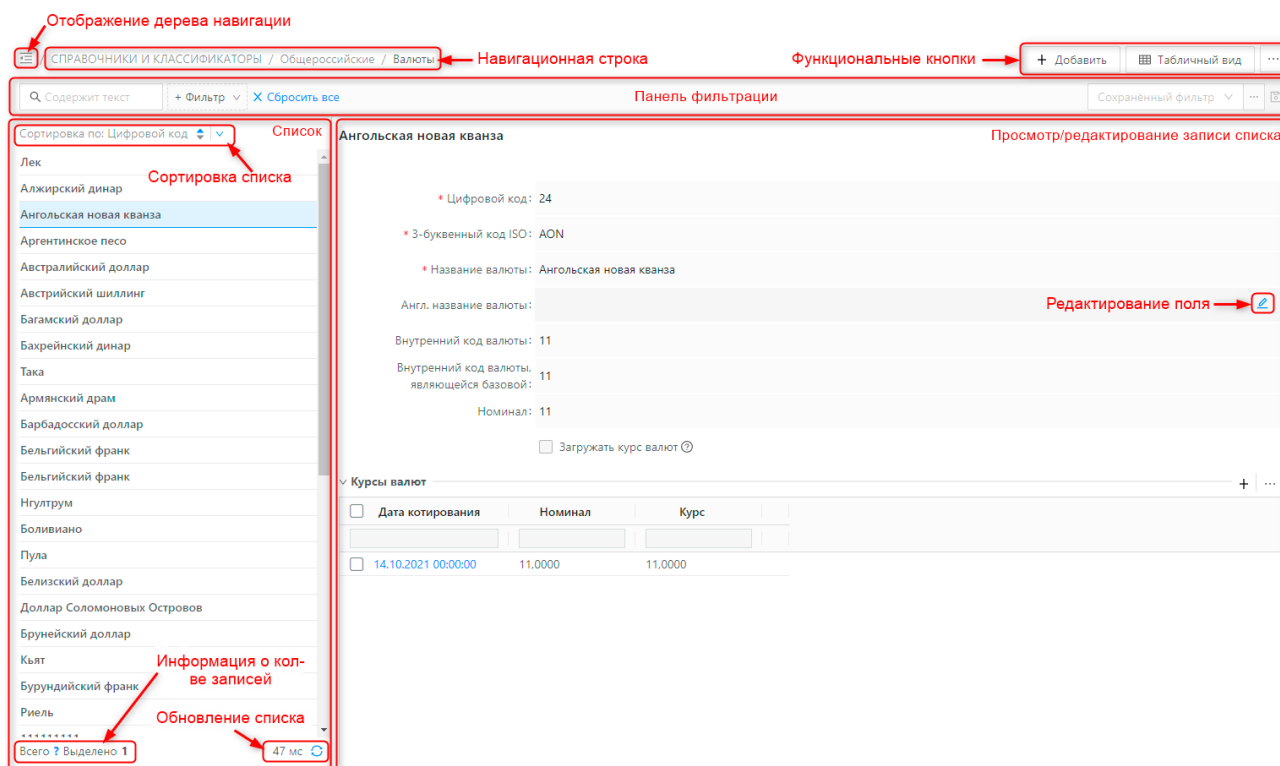 Отображение дерева навигации
/ СПРАВОЧНИКИ И КЛАССИФИКАТОРЫ / Общероссийские / Валюты
Навигационная строка
Функциональные кнопки
+ Добавить
Табличный вид
...
Содержит текст
+ Фильтр
X Сбросить все
Панель фильтрации
Сохранённый фильтр
...
Сортировка по: Цифровой код
Список
Сортировка списка
Лек
Алжирский динар
Ангольская новая кванза
Аргентинское песо
Австралийский доллар
Австрийский шиллинг
Багамский доллар
Бахрейнский динар
Така
Армянский драм
Барбадосский доллар
Бельгийский франк
Бельгийский франк
Нгултрум
Боливиано
Пула
Белизский доллар
Доллар Соломоновых Островов
Брунейский доллар
Кьят
Бурундийский франк
Риель
111111111
Информация о кол-
ве записей
Обновление списка
Всего ? Выделено 1
47 мс
Ангольская новая кванза
Просмотр/редактирование записи списка
* Цифровой код: 24
* 3-буквенный код ISO: AON
* Название валюты: Ангольская новая кванза
Англ. название валюты:
Редактирование поля
Внутренний код валюты: 11
Внутренний код валюты,
являющейся базовой: 11
Номинал: 11
Загружать курс валют ?
Курсы валют
+ ...
Дата котирования Номинал Курс
14.10.2021 00:00:00 11,0000 11,0000